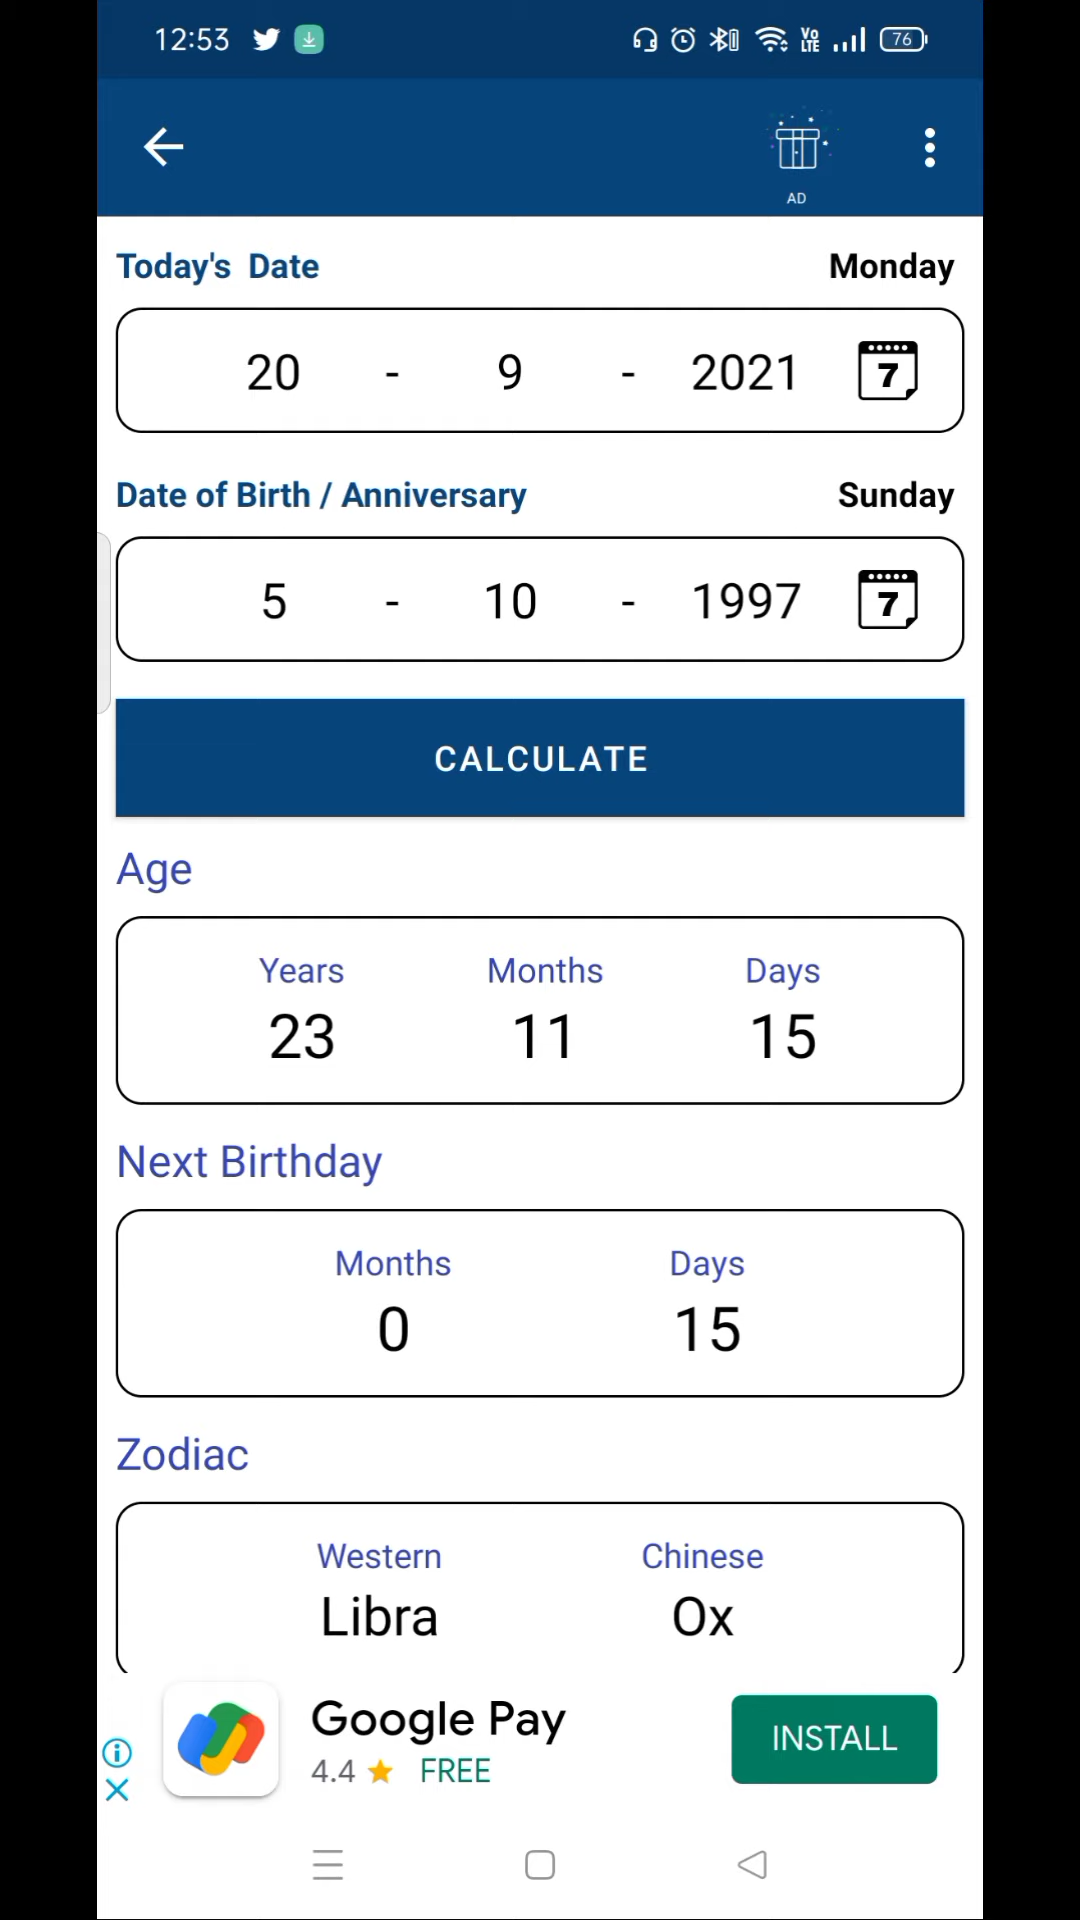 12:53 Vo LTE 76
AD
Today's Date Monday
20 - 9 - 2021 7
Date of Birth / Anniversary Sunday
5 - 10 - 1997 7
CALCULATE
Age
Years Months Days
23 11 15
Next Birthday
Months Days
0 15
Zodiac
Western Chinese
Libra Ox
Google Pay
4.4 FREE
INSTALL